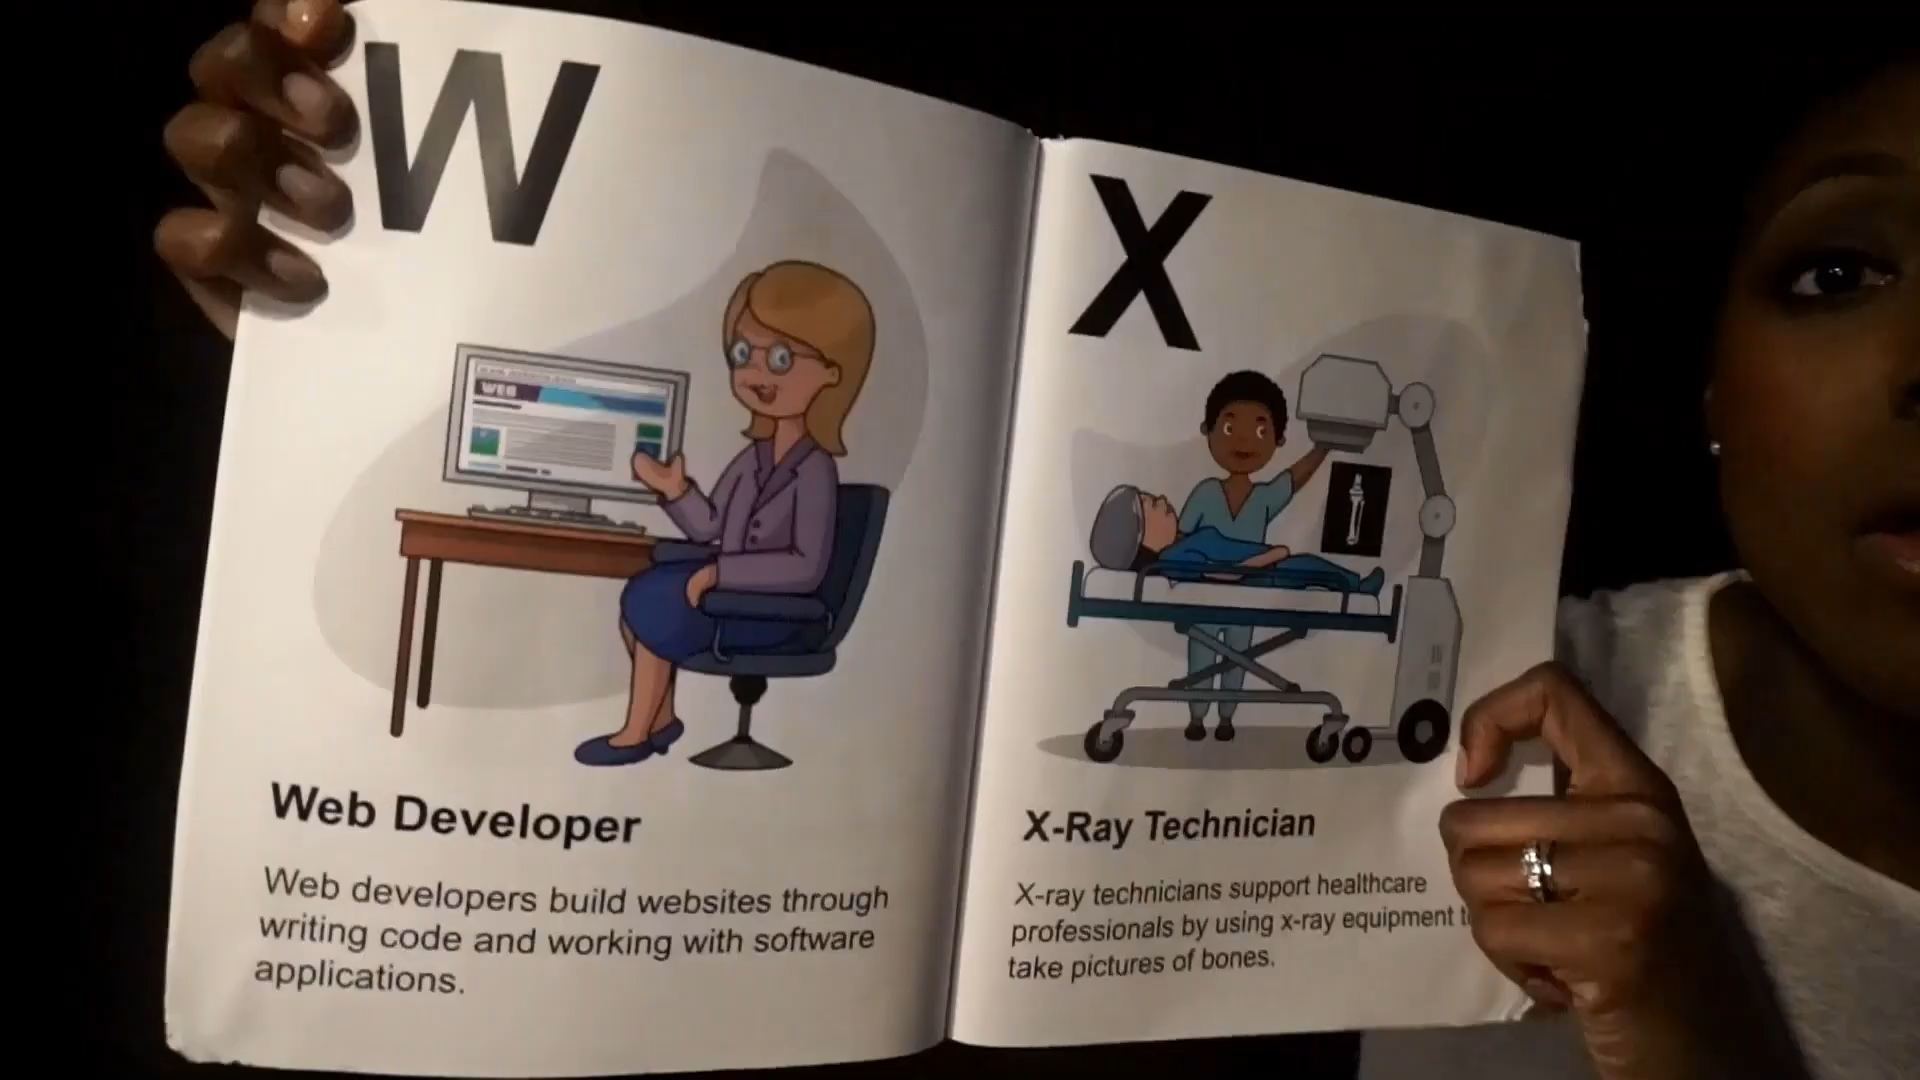 W
WEB
Web Developer
Web developers build websites through
writing code and working with software
applications.
X
X-Ray Technician
X-ray technicians support healthcare
professionals by using x-ray equipment
take pictures of bones.